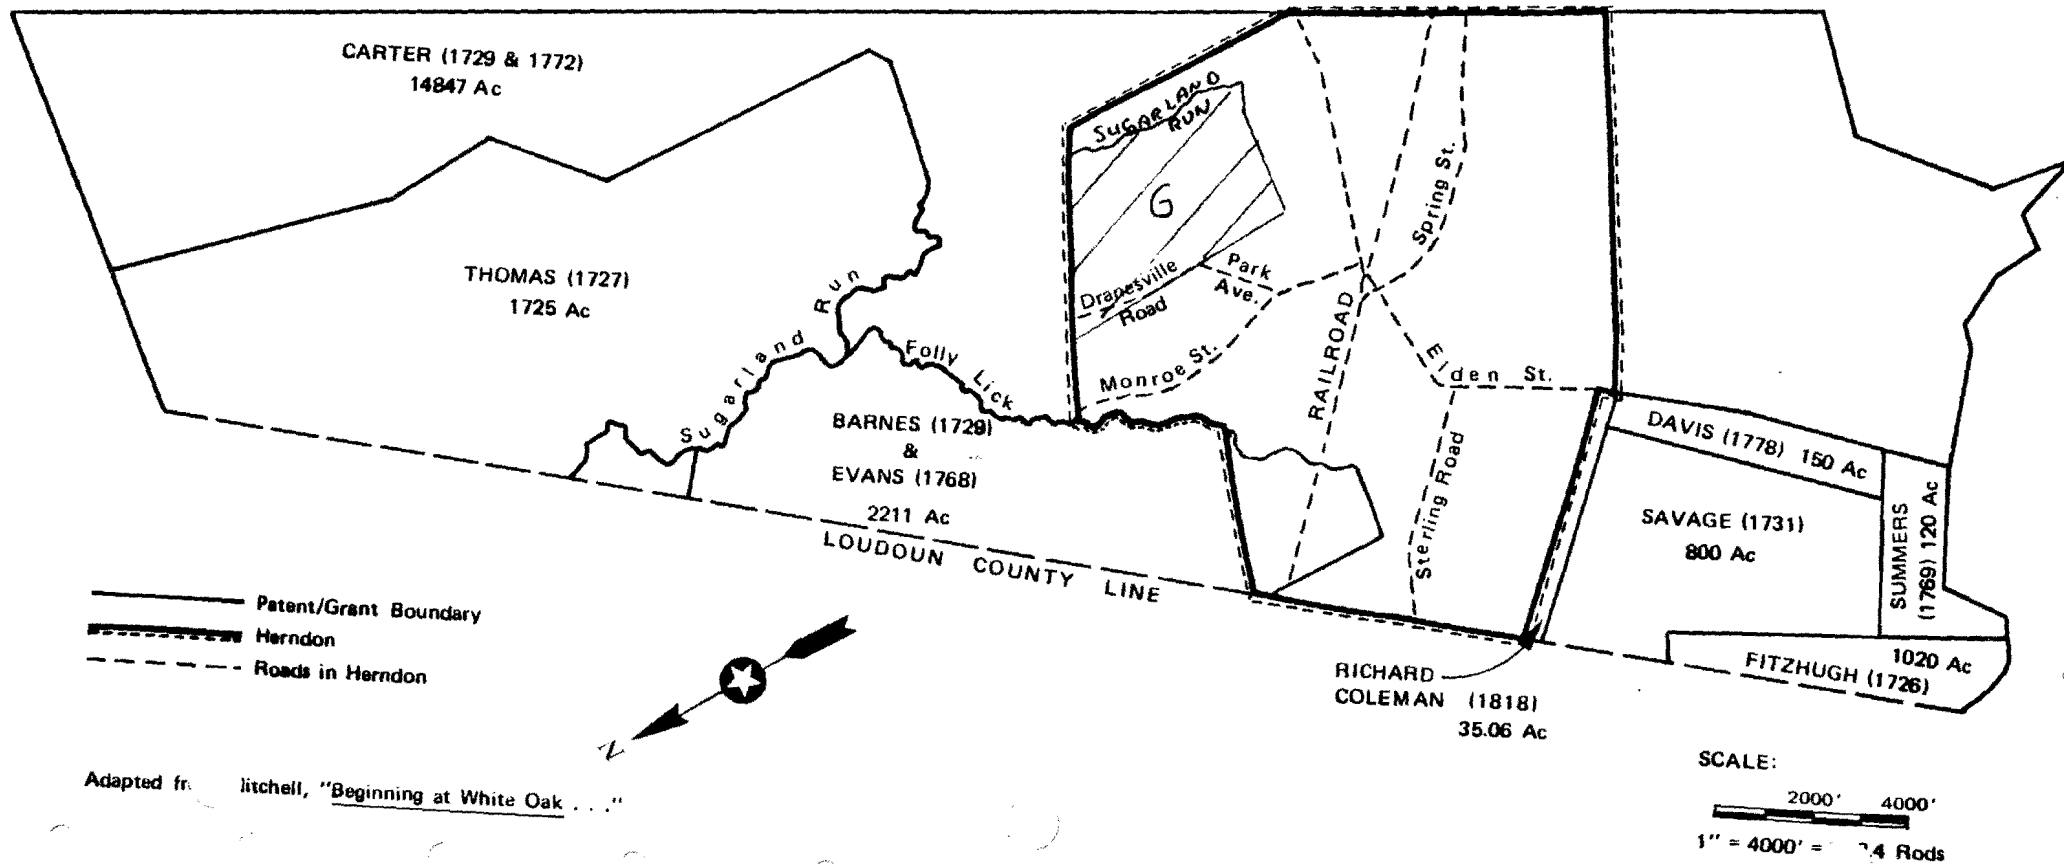 CARTER (1729 & 1772)
14847 Ac
THOMAS (1727)
1725 Ac
Sugarland Run
Folly Lick
BARNES (1729)
&
EVANS (1768)
2211 Ac
LOUDOUN COUNTY LINE
SUGARLAND
RUN
G
Dranesville
Road
Park
Ave.
Monroe St.
RAILROAD
Spring St.
Elden St.
Sterling Road
DAVIS (1778) 150 Ac
SAVAGE (1731)
800 Ac
SUMMERS
(1769) 120 Ac
1020 Ac
FITZHUGH (1726)
RICHARD
COLEMAN (1818)
35.06 Ac
Patent/Grant Boundary
Herndon
Roads in Herndon
N
Adapted "Beginning at White Oak . . ."
SCALE:
2000' 4000'
1" = 4000' = Rods